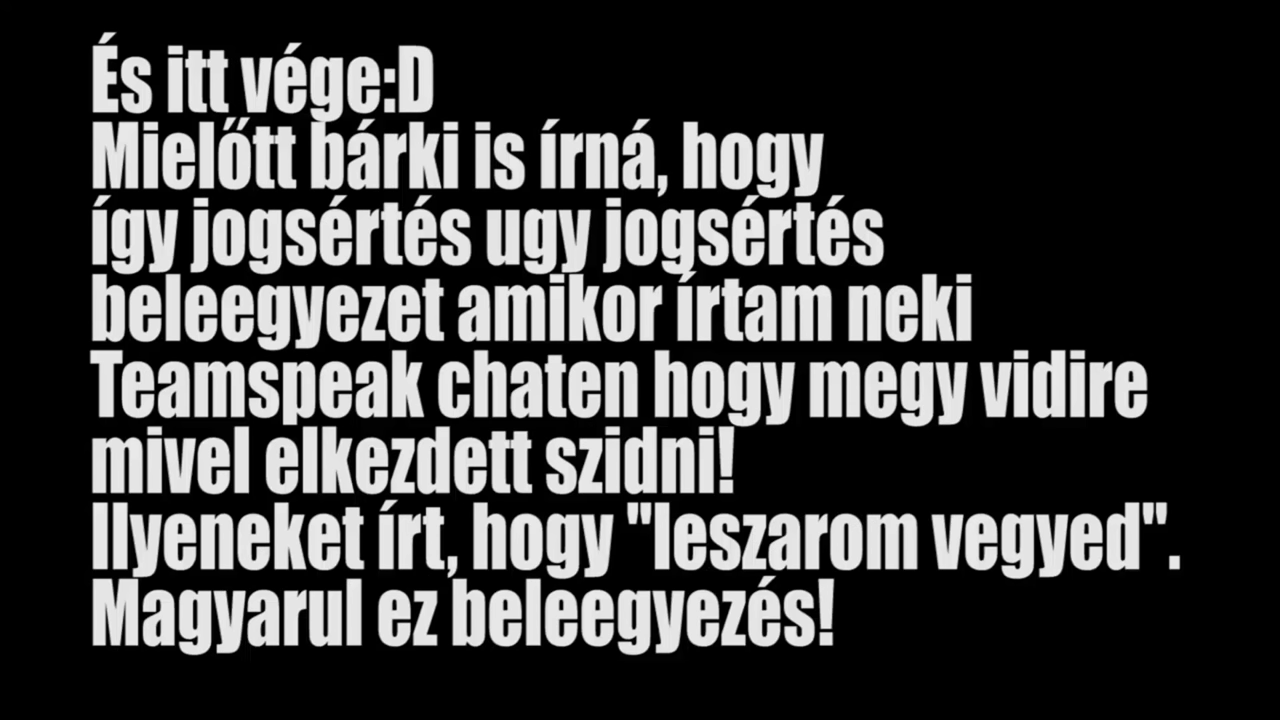 És itt vége:D
Mielőtt bárki is írná, hogy
így jogsértés ugy jogsértés
beleegyezet amikor írtam neki
Teamspeak chaten hogy megy vidire
mivel elkezdett szidni!
Ilyeneket írt, hogy "leszarom vegyed".
Magyarul ez beleegyezés!